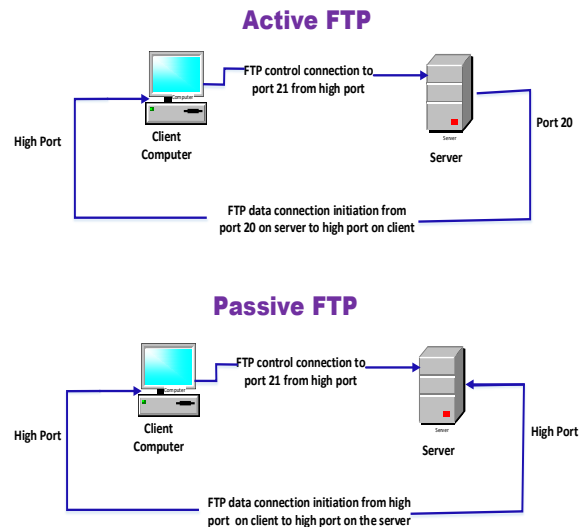 Active FTP
FTP control connection to
port 21 from high port
Computer
High Port
Client
Computer
Server
Server
Port 20
FTP data connection initiation from
port 20 on server to high port on client
Passive FTP
FTP control connection to
port 21 from high port
Computer
High Port
Client
Computer
Server
Server
High Port
FTP data connection initiation from high
port on client to high port on the server